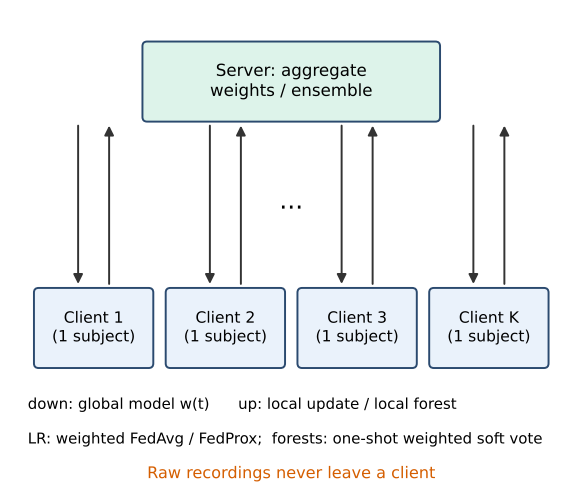 Server: aggregate
weights / ensemble
...
Client 1
(1 subject)
Client 2
(1 subject)
Client 3
(1 subject)
Client K
(1 subject)
down: global model w(t)      up: local update / local forest
LR: weighted FedAvg / FedProx;  forests: one-shot weighted soft vote
Raw recordings never leave a client